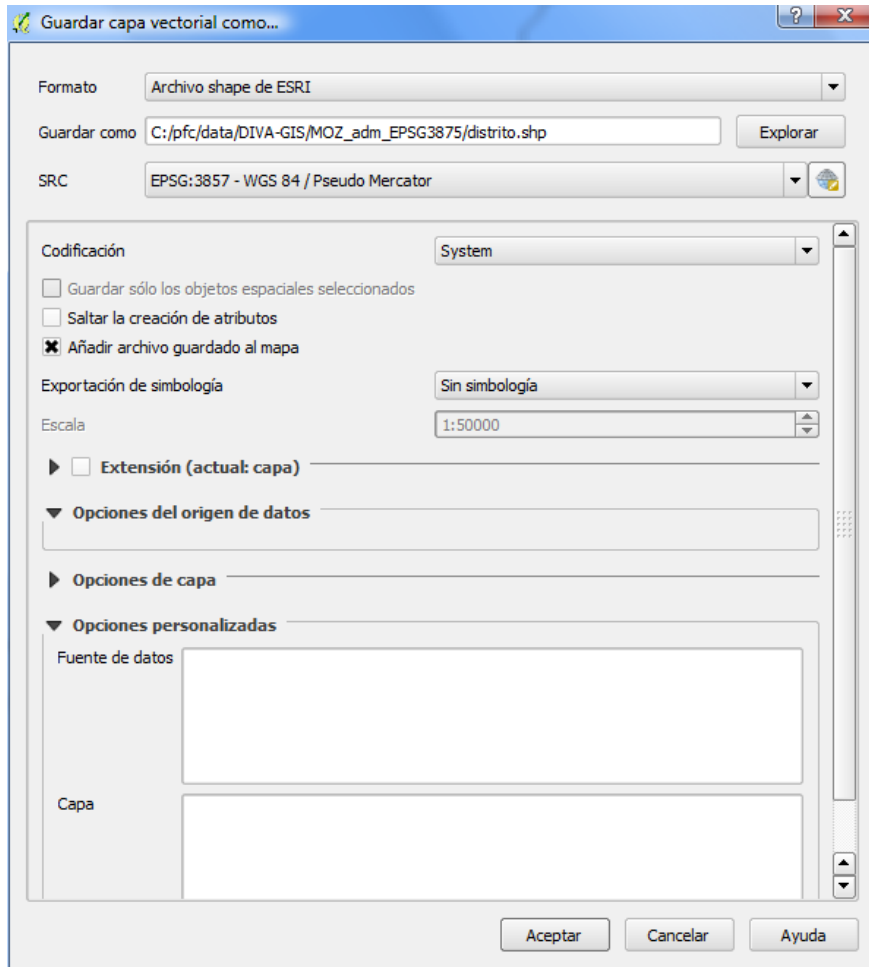 Guardar capa vectorial como...
Formato Archivo shape de ESRI
Guardar como C:/pfc/data/DIVA-GIS/MOZ_adm_EPSG3875/distrito.shp Explorar
SRC EPSG:3857 - WGS 84 / Pseudo Mercator
Codificación System
Guardar sólo los objetos espaciales seleccionados
Saltar la creación de atributos
Añadir archivo guardado al mapa
Exportación de simbología Sin simbología
Escala 1:50000
Extensión (actual: capa)
Opciones del origen de datos
Opciones de capa
Opciones personalizadas
Fuente de datos
Capa
Aceptar Cancelar Ayuda